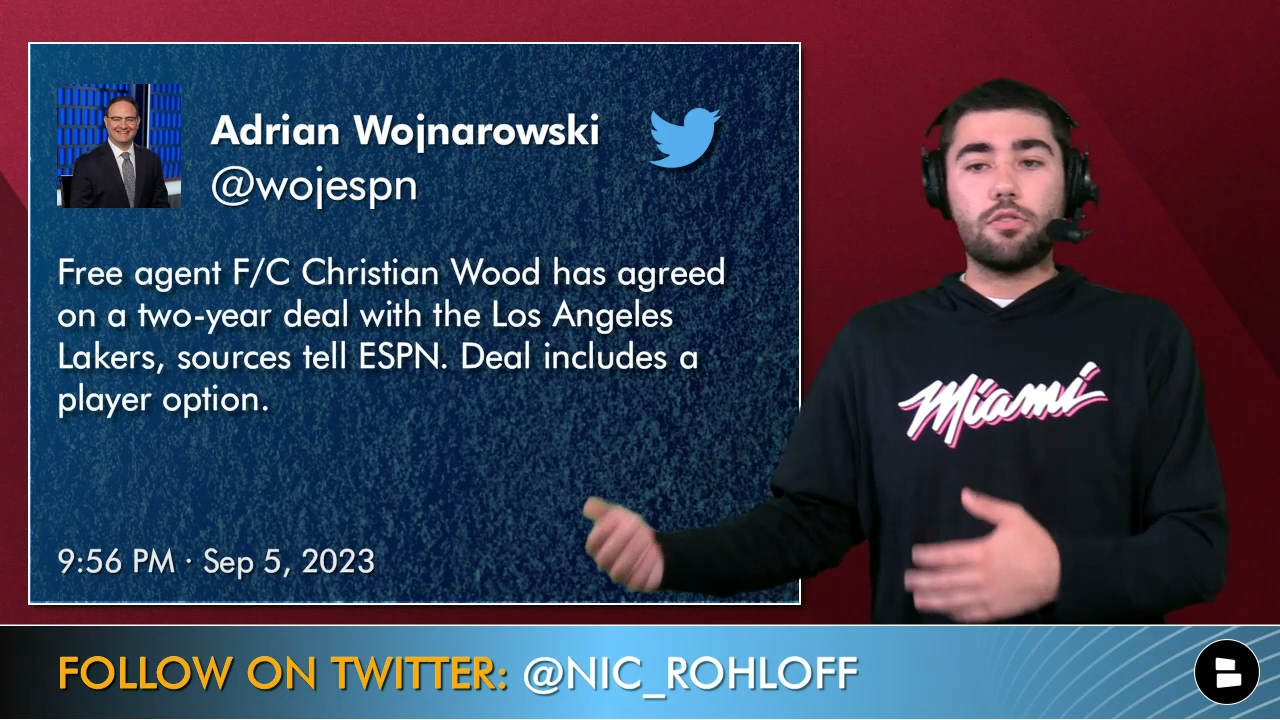 Adrian Wojnarowski
@wojespn
Free agent F/C Christian Wood has agreed
on a two-year deal with the Los Angeles
Lakers, sources tell ESPN. Deal includes a
player option.
9:56 PM · Sep 5, 2023
Miami
FOLLOW ON TWITTER: @NIC_ROHLOFF